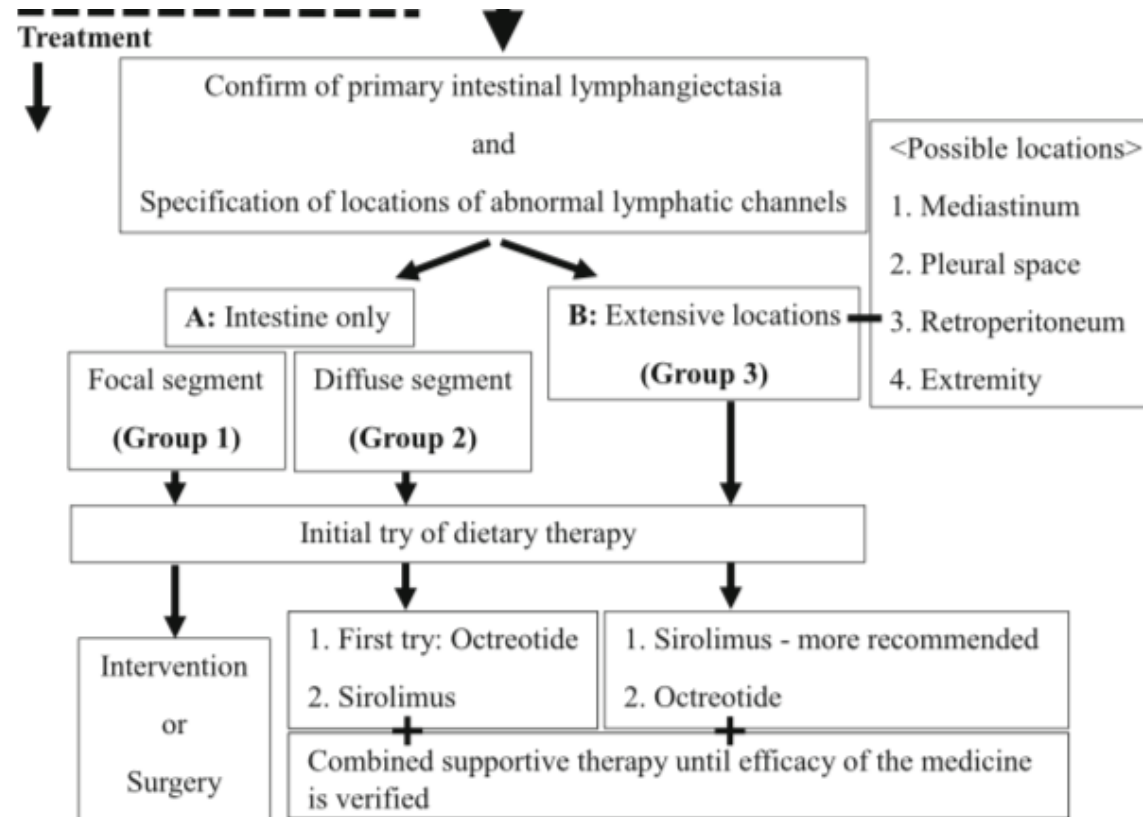 Treatment
Confirm of primary intestinal lymphangiectasia
and
Specification of locations of abnormal lymphatic channels
<Possible locations>
1. Mediastinum
2. Pleural space
3. Retroperitoneum
4. Extremity
A: Intestine only
B: Extensive locations
(Group 3)
Focal segment
(Group 1)
Diffuse segment
(Group 2)
Initial try of dietary therapy
Intervention
or
Surgery
1. First try: Octreotide
2. Sirolimus
1. Sirolimus - more recommended
2. Octreotide
+
+
Combined supportive therapy until efficacy of the medicine
is verified